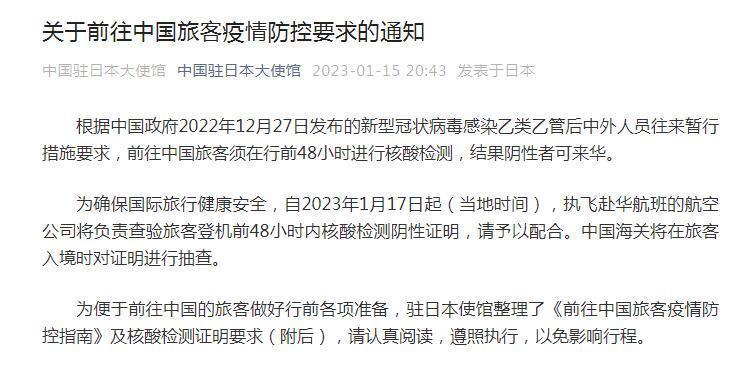 关于前往中国旅客疫情防控要求的通知
中国驻日本大使馆 中国驻日本大使馆 2023-01-15 20:43 发表于日本
根据中国政府2022年12月27日发布的新型冠状病毒感染乙类乙管后中外人员往来暂行
措施要求，前往中国旅客须在行前48小时进行核酸检测，结果阴性者可来华。
为确保国际旅行健康安全，自2023年1月17日起（当地时间），执飞赴华航班的航空
公司将负责查验旅客登机前48小时内核酸检测阴性证明，请予以配合。中国海关将在旅客
入境时对证明进行抽查。
为便于前往中国的旅客做好行前各项准备，驻日本使馆整理了《前往中国旅客疫情防
控指南》及核酸检测证明要求（附后），请认真阅读，遵照执行，以免影响行程。